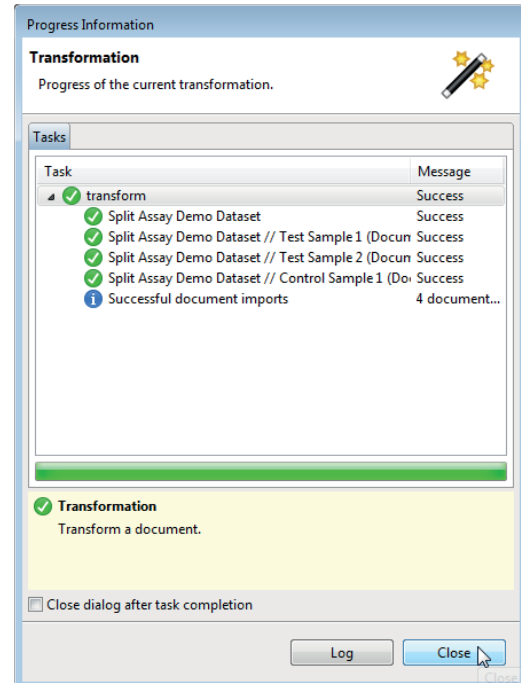 Progress Information
Transformation
Progress of the current transformation.
Tasks
Task Message
transform Success
Split Assay Demo Dataset Success
Split Assay Demo Dataset // Test Sample 1 (Docun Success
Split Assay Demo Dataset // Test Sample 2 (Docun Success
Split Assay Demo Dataset // Control Sample 1 (Do Success
Successful document imports 4 document...
Transformation
Transform a document.
Close dialog after task completion
Log Close
Close